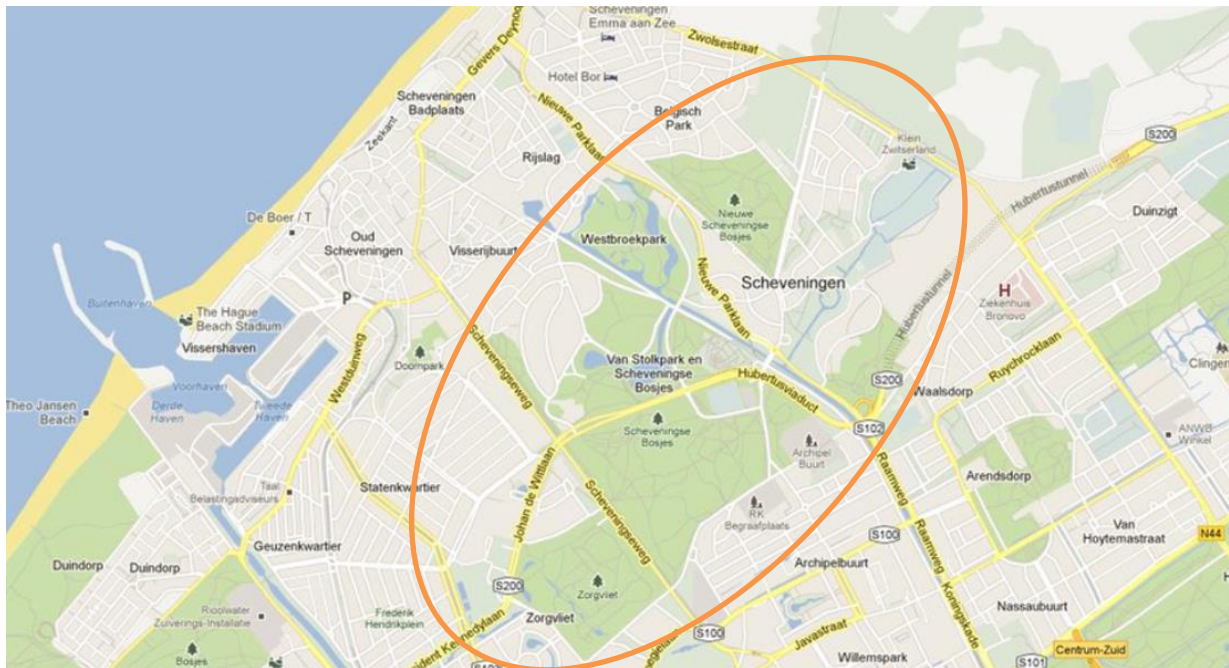 Scheveningen
Emma aan Zee
Zwolsestraat
Gevers Deynoo
Hotel Bor
Scheveningen
Badplaats
Nieuwe Parklaan
Belgisch
Park
Zeekant
Rijslag
Klein
Zwitserland
S200
Hubertustunnel
Duinzigt
De Boer / T
Oud
Scheveningen
Visserijbuurt
Westbroekpark
Nieuwe
Scheveningse
Bosjes
Nieuwe Parklaan
Scheveningen
Hubertustunnel
H
Ziekenhuis
Bronovo
Buitenhaven
P
The Hague
Beach Stadium
Vissershaven
Scheveningseweg
Doornpark
Westduinweg
Van Stolkpark en
Scheveningse
Bosjes
Hubertusviaduct
S200
Waalsdorp
Ruychrocklaan
Clingen
Theo Jansen
Beach
Voorhaven
Derde
Haven
Tweede
Haven
Scheveningse
Bosjes
S102
Archipel
Buurt
ANWB
Winkel
Raamweg
Arendsdorp
Taal
Belastingadviseurs
Statenkwartier
Johan de Wittlaan
Scheveningseweg
RK
Begraafplaats
S100
Raamweg
Van
Hoytemastraat
N44
Geuzenkwartier
Duindorp
Duindorp
S200
Zorgvliet
Archipelbuurt
Koningskade
Nassaubuurt
Rioolwater
Zuiverings-Installatie
Frederik
Hendrikplein
Zorgvliet
S100
Javastraat
Bosjes
ident Kennedylaan
Willemspark
S101
Centrum-Zuid